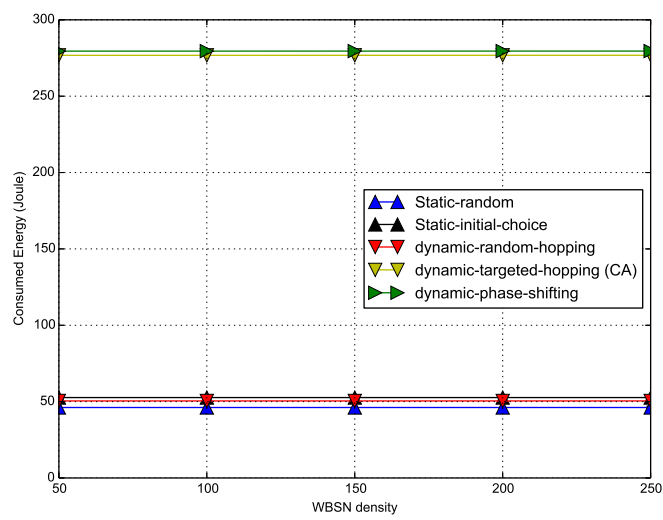 300
250
200
150
100
50
0
Consumed Energy (Joule)
Static-random
Static-initial-choice
dynamic-random-hopping
dynamic-targeted-hopping (CA)
dynamic-phase-shifting
50 100 150 200 250
WBSN density